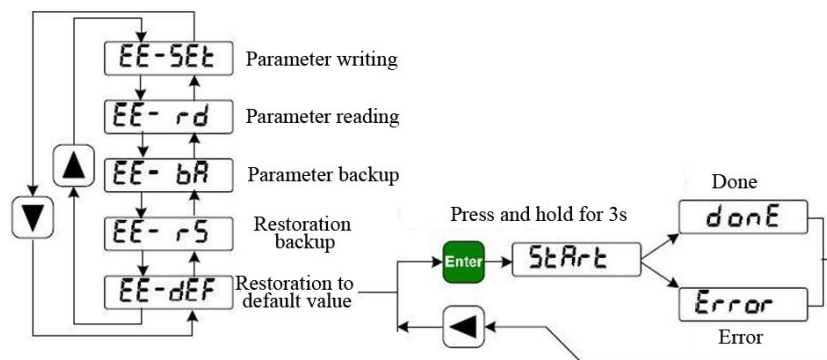 EE-SEt
Parameter writing
EE- rd
Parameter reading
EE- bA
Parameter backup
EE- rS
Restoration
backup
EE-dEF
Restoration to
default value
Press and hold for 3s
Enter
StArt
Done
donE
Error
Error